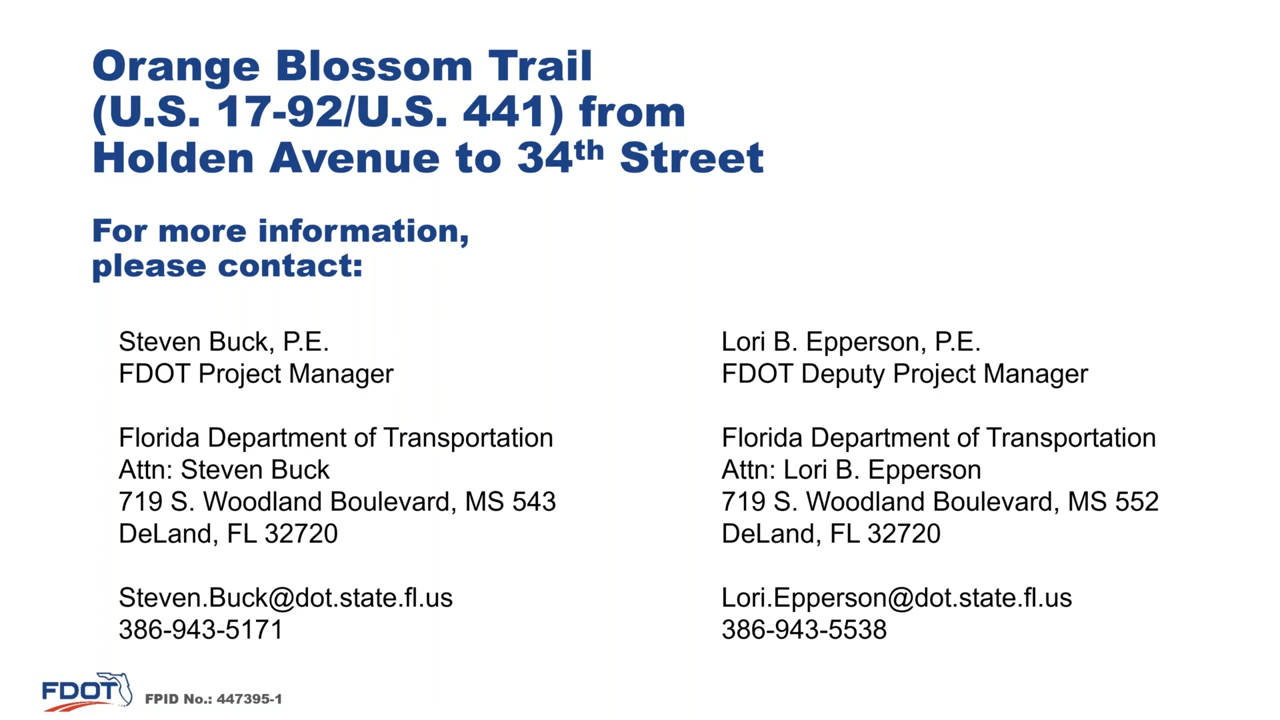 Orange Blossom Trail
(U.S. 17-92/U.S. 441) from
Holden Avenue to 34th Street
For more information,
please contact:
Steven Buck, P.E.
FDOT Project Manager
Florida Department of Transportation
Attn: Steven Buck
719 S. Woodland Boulevard, MS 543
DeLand, FL 32720
Steven.Buck@dot.state.fl.us
386-943-5171
Lori B. Epperson, P.E.
FDOT Deputy Project Manager
Florida Department of Transportation
Attn: Lori B. Epperson
719 S. Woodland Boulevard, MS 552
DeLand, FL 32720
Lori.Epperson@dot.state.fl.us
386-943-5538
FDOT
FPID No.: 447395-1